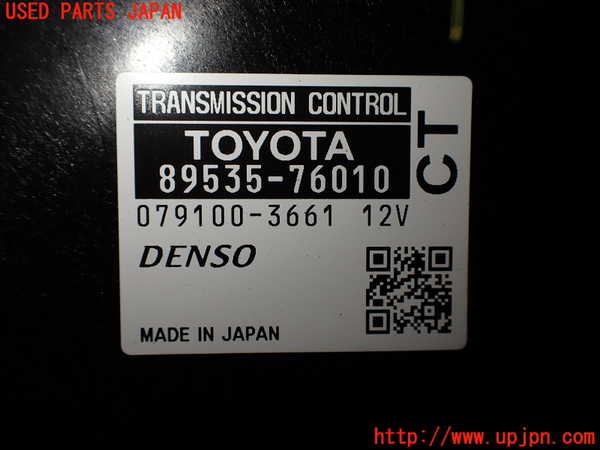 USED PARTS JAPAN
TRANSMISSION CONTROL
TOYOTA
89535-76010
CT
079100-3661 12V
DENSO
MADE IN JAPAN
http://www.upjpn.com/